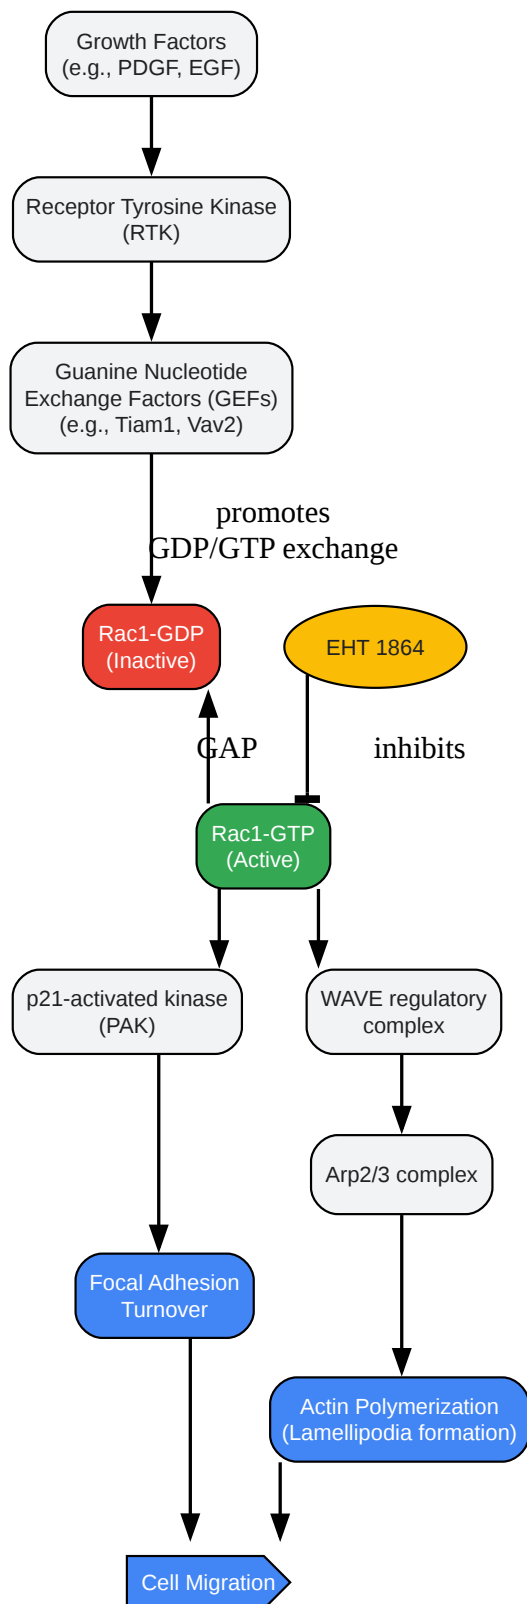 Growth Factors
(e.g., PDGF, EGF)
Receptor Tyrosine Kinase
(RTK)
Guanine Nucleotide
Exchange Factors (GEFs)
(e.g., Tiam1, Vav2)
promotes
GDP/GTP exchange
Rac1-GDP
(Inactive)
EHT 1864
GAP
inhibits
Rac1-GTP
(Active)
p21-activated kinase
(PAK)
WAVE regulatory
complex
Arp2/3 complex
Focal Adhesion
Turnover
Actin Polymerization
(Lamellipodia formation)
Cell Migration